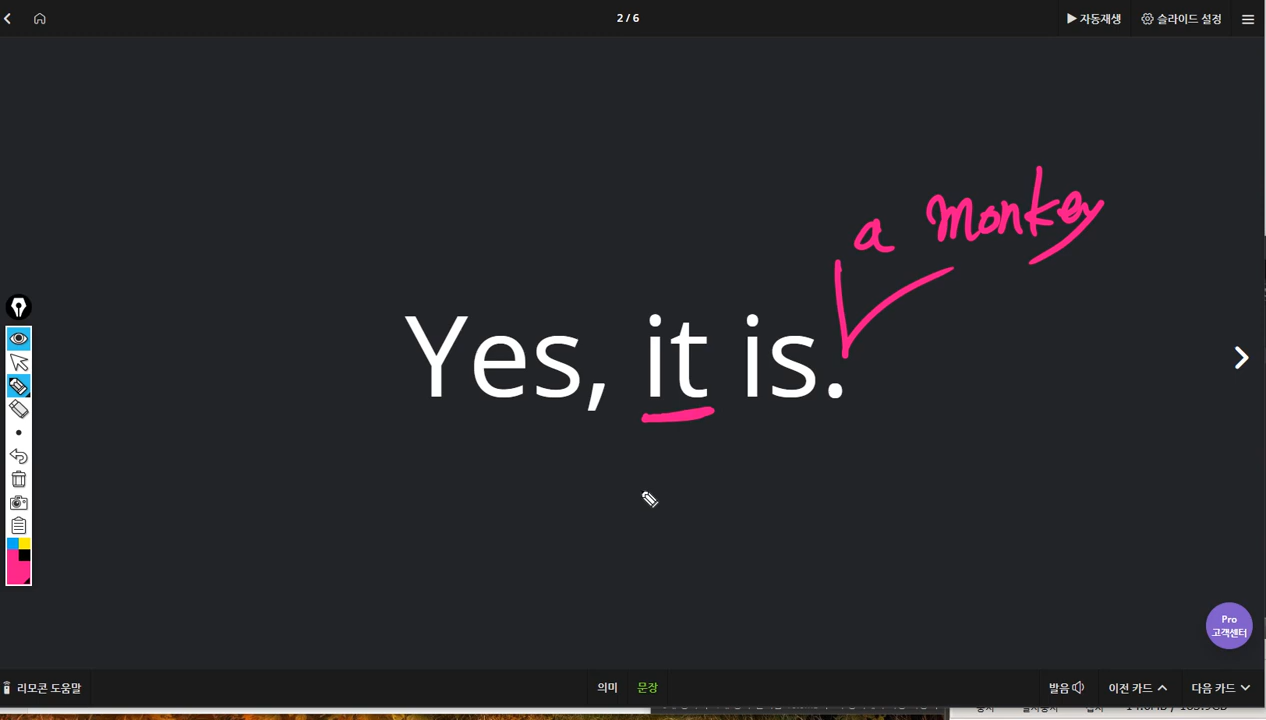 2 / 6
자동재생
슬라이드 설정
a monkey
Yes, it is.
Pro
고객센터
리모콘 도움말
의미
문장
발음
이전 카드
다음 카드